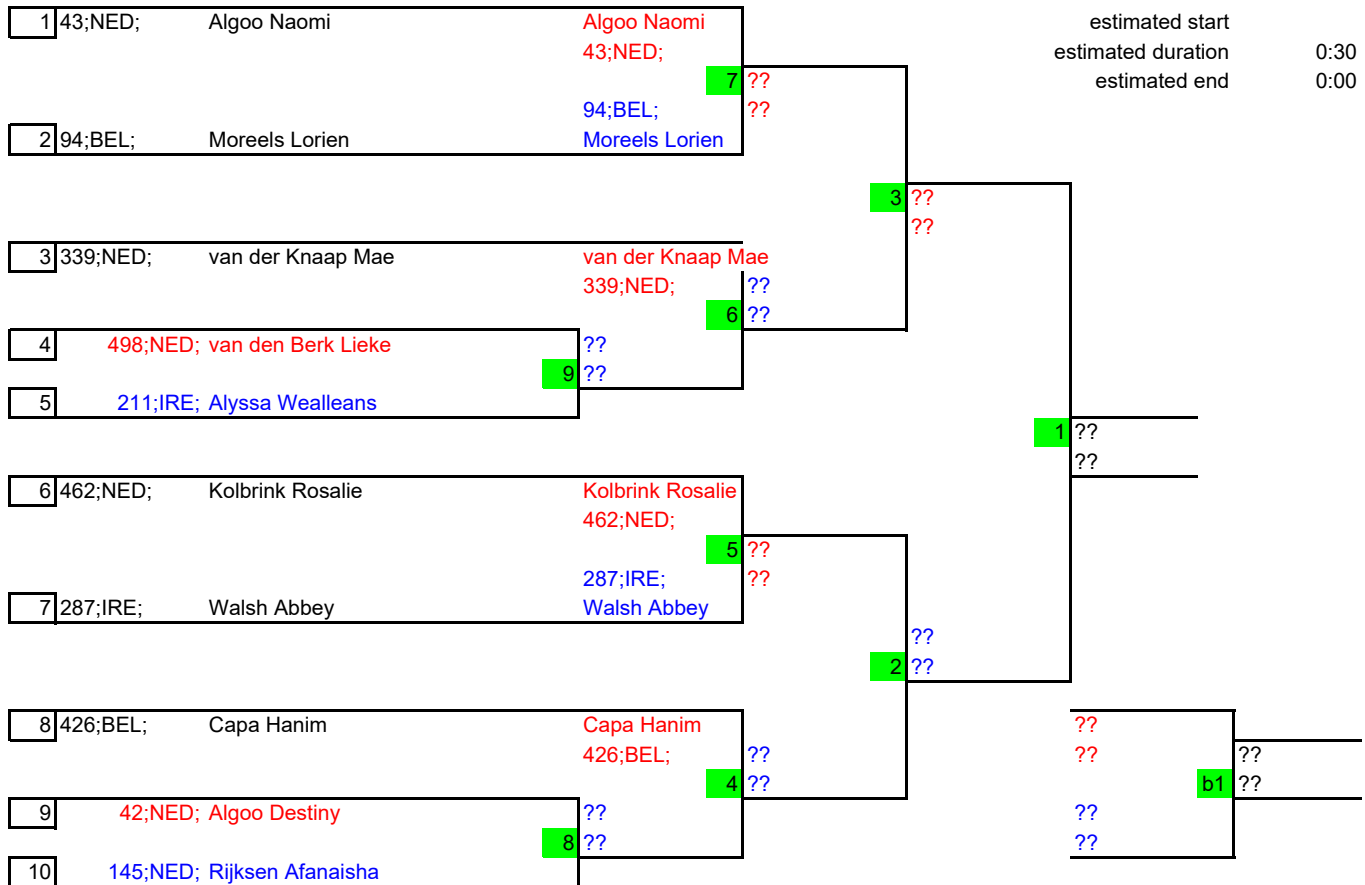 1 43;NED; Algoo Naomi Algoo Naomi estimated start
43;NED; estimated duration 0:30
7 ?? estimated end 0:00
94;BEL; ??
2 94;BEL; Moreels Lorien Moreels Lorien
3 ??
??
3 339;NED; van der Knaap Mae van der Knaap Mae
339;NED; ??
6 ??
4 498;NED; van den Berk Lieke ??
9 ??
5 211;IRE; Alyssa Wealleans
1 ??
??
6 462;NED; Kolbrink Rosalie Kolbrink Rosalie
462;NED;
5 ??
287;IRE; ??
7 287;IRE; Walsh Abbey Walsh Abbey
??
2 ??
8 426;BEL; Capa Hanim Capa Hanim ??
426;BEL; ?? ?? ??
4 ?? b1 ??
9 42;NED; Algoo Destiny ?? ??
8 ?? ??
10 145;NED; Rijksen Afanaisha